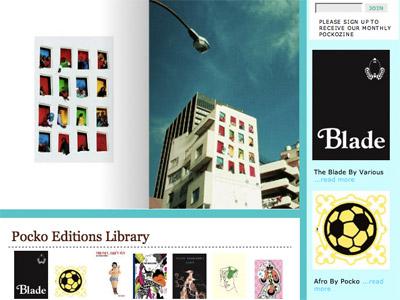 JOIN
PLEASE SIGN UP TO
RECEIVE OUR MONTHLY
POCKOZINE
Blade
The Blade By Various
...read more
Afro By Pocko ...read more
Pocko Editions Library
Blade